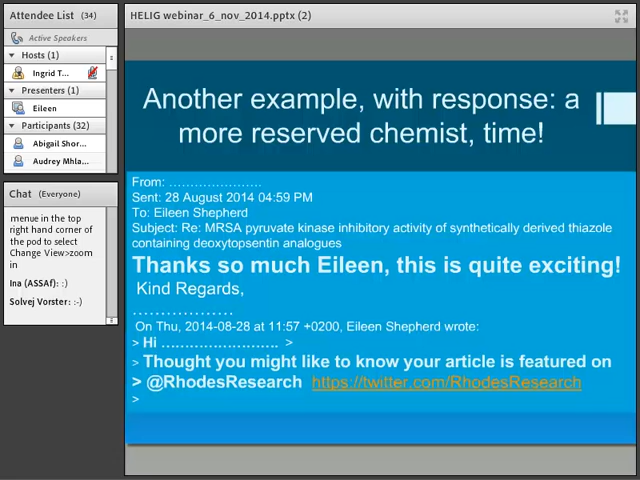 Attendee List (34)
Active Speakers
Hosts (1)
Ingrid T...
Presenters (1)
Eileen
Participants (32)
Abigail Shor...
Audrey Mhla...
Chat (Everyone)
menue in the top
right hand corner of
the pod to select
Change View>zoom
in
Ina (ASSAf): :)
Solvej Vorster: :-)
HELIG webinar_6_nov_2014.pptx (2)
Another example, with response: a
more reserved chemist, time!
From: ......................
Sent: 28 August 2014 04:59 PM
To: Eileen Shepherd
Subject: Re: MRSA pyruvate kinase inhibitory activity of synthetically derived thiazole
containing deoxytopsentin analogues
Thanks so much Eileen, this is quite exciting!
Kind Regards,
..................
On Thu, 2014-08-28 at 11:57 +0200, Eileen Shepherd wrote:
> Hi ........................ >
> Thought you might like to know your article is featured on
> @RhodesResearch https://twitter.com/RhodesResearch
>